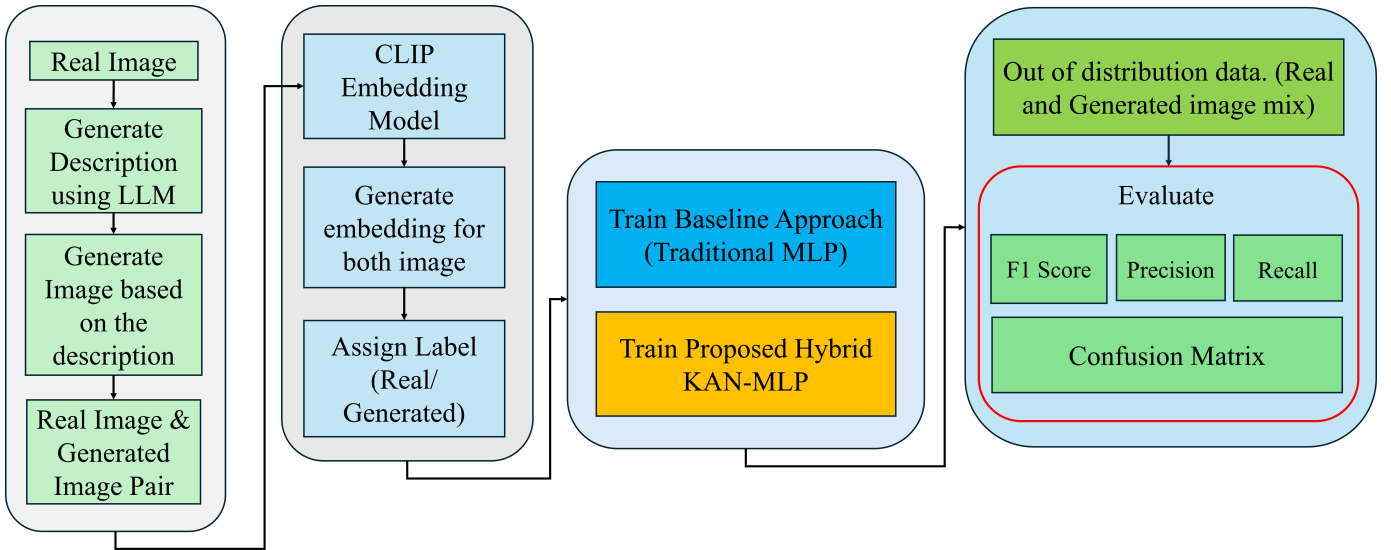 Real Image
Generate
Description
using LLM
Generate
Image based
on the
description
Real Image &
Generated
Image Pair
CLIP
Embedding
Model
Generate
embedding for
both image
Assign Label
(Real/
Generated)
Train Baseline Approach
(Traditional MLP)
Train Proposed Hybrid
KAN-MLP
Out of distribution data. (Real
and Generated image mix)
Evaluate
F1 Score
Precision
Recall
Confusion Matrix